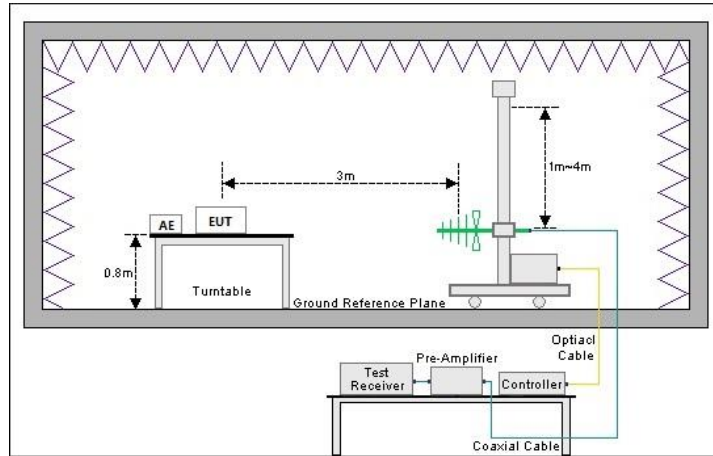 1m~4m
3m
AE
EUT
0.8m
Turntable
Ground Reference Plane
Optiacl
Cable
Pre-Amplifier
Test
Receiver
Controller
Coaxial Cable